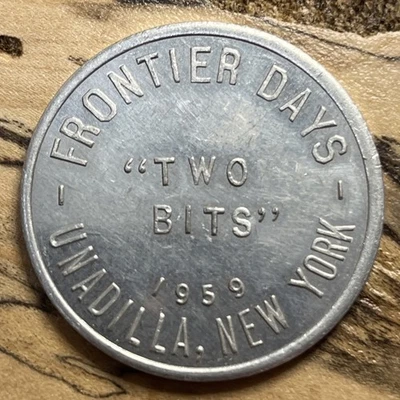 FRONTIER DAYS
"TWO
BITS"
1959
- UNADILLA, NEW YORK -